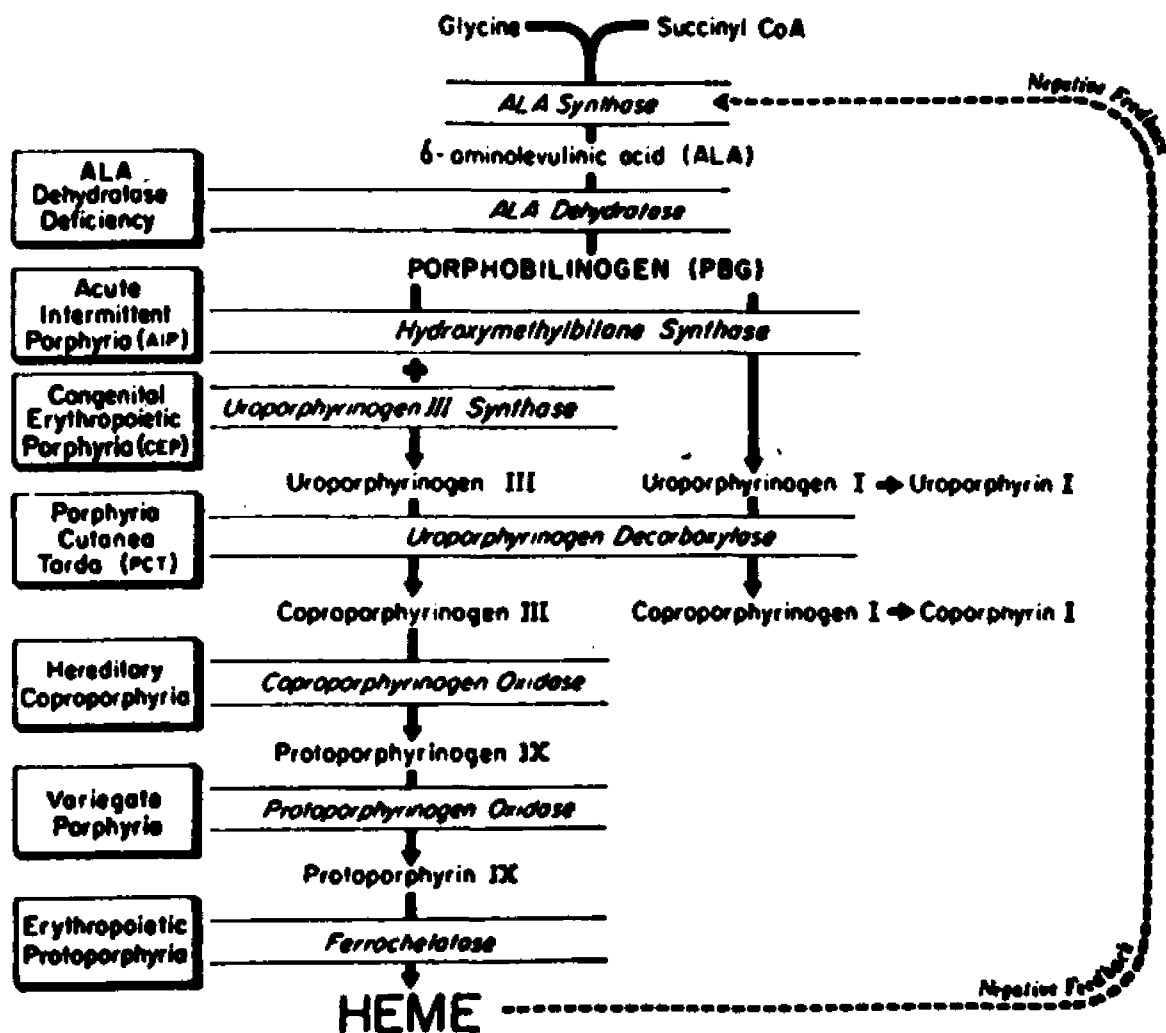 Glycine Succinyl CoA
Negative Feedback
ALA Synthase
δ-aminolevulinic acid (ALA)
ALA
Dehydratase
Deficiency
ALA Dehydratase
PORPHOBILINOGEN (PBG)
Acute
Intermittent
Porphyria (AIP)
Hydroxymethylbilane Synthase
+
Congenital
Erythropoietic
Porphyria (CEP)
Uroporphyrinogen III Synthase
Uroporphyrinogen III Uroporphyrinogen I → Uroporphyrin I
Porphyria
Cutanea
Tarda (PCT)
Uroporphyrinogen Decarboxylase
Coproporphyrinogen III Coproporphyrinogen I → Coporphyrin I
Hereditary
Coproporphyria
Coproporphyrinogen Oxidase
Protoporphyrinogen IX
Variegate
Porphyria
Protoporphyrinogen Oxidase
Protoporphyrin IX
Erythropoietic
Protoporphyria
Ferrochelatase
Negative Feedback
HEME